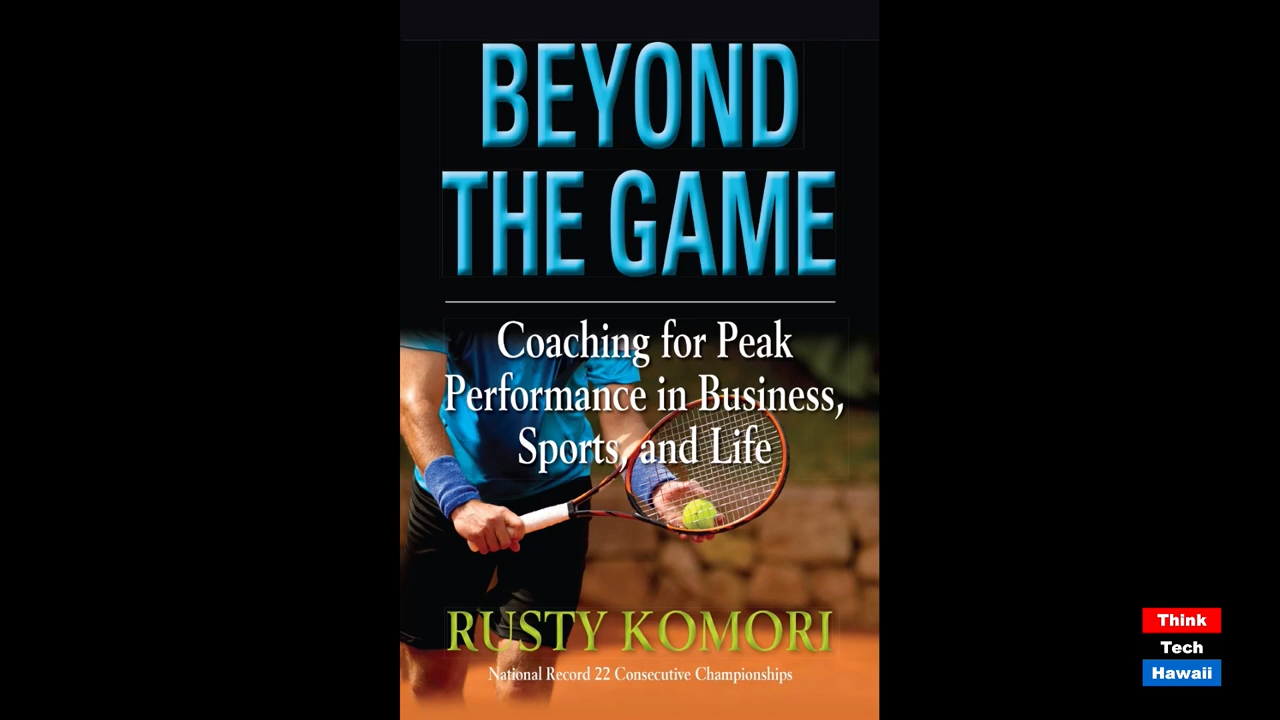 BEYOND
THE GAME
Coaching for Peak
Performance in Business,
Sports, and Life
RUSTY KOMORI
National Record 22 Consecutive Championships
Think
Tech
Hawaii